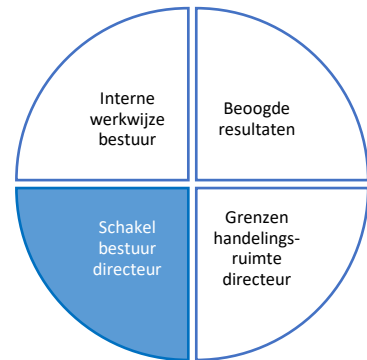 Interne
werkwijze
bestuur
Beoogde
resultaten
Schakel
bestuur
directeur
Grenzen
handelings-
ruimte
directeur